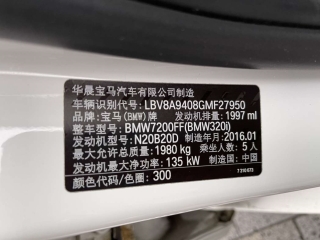 华晨宝马汽车有限公司制造
车辆识别代号: LBV8A9408GMF27950
品牌: 宝马(BMW)牌 发动机排量: 1997 ml
车型: BMW7200FF(BMW320i)
发动机型号: N20B20D 制造年月: 2016.01
最大允许总质量: 1980 kg 乘坐人数: 5人
发动机最大净功率: 135 kW 制造国: 中国
颜色代码/色号: 300
7 310 672